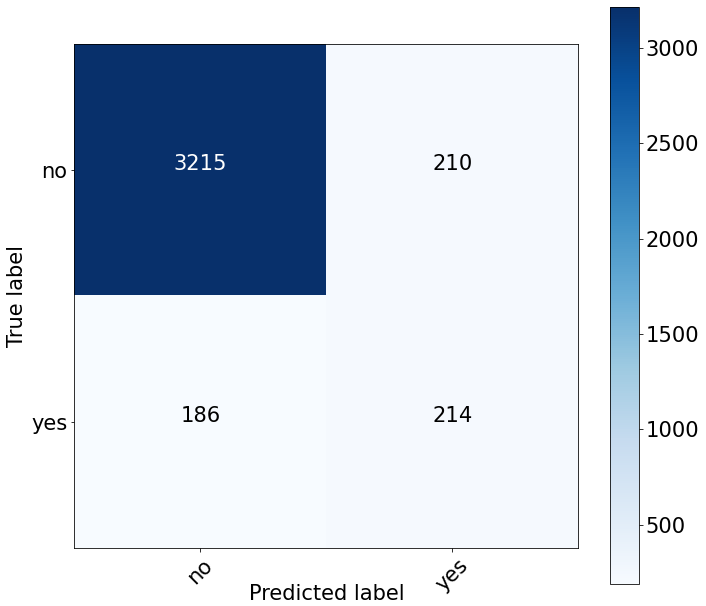 3000
2500
2000
1500
1000
500
True label
no
3215
210
yes
186
214
no
yes
Predicted label